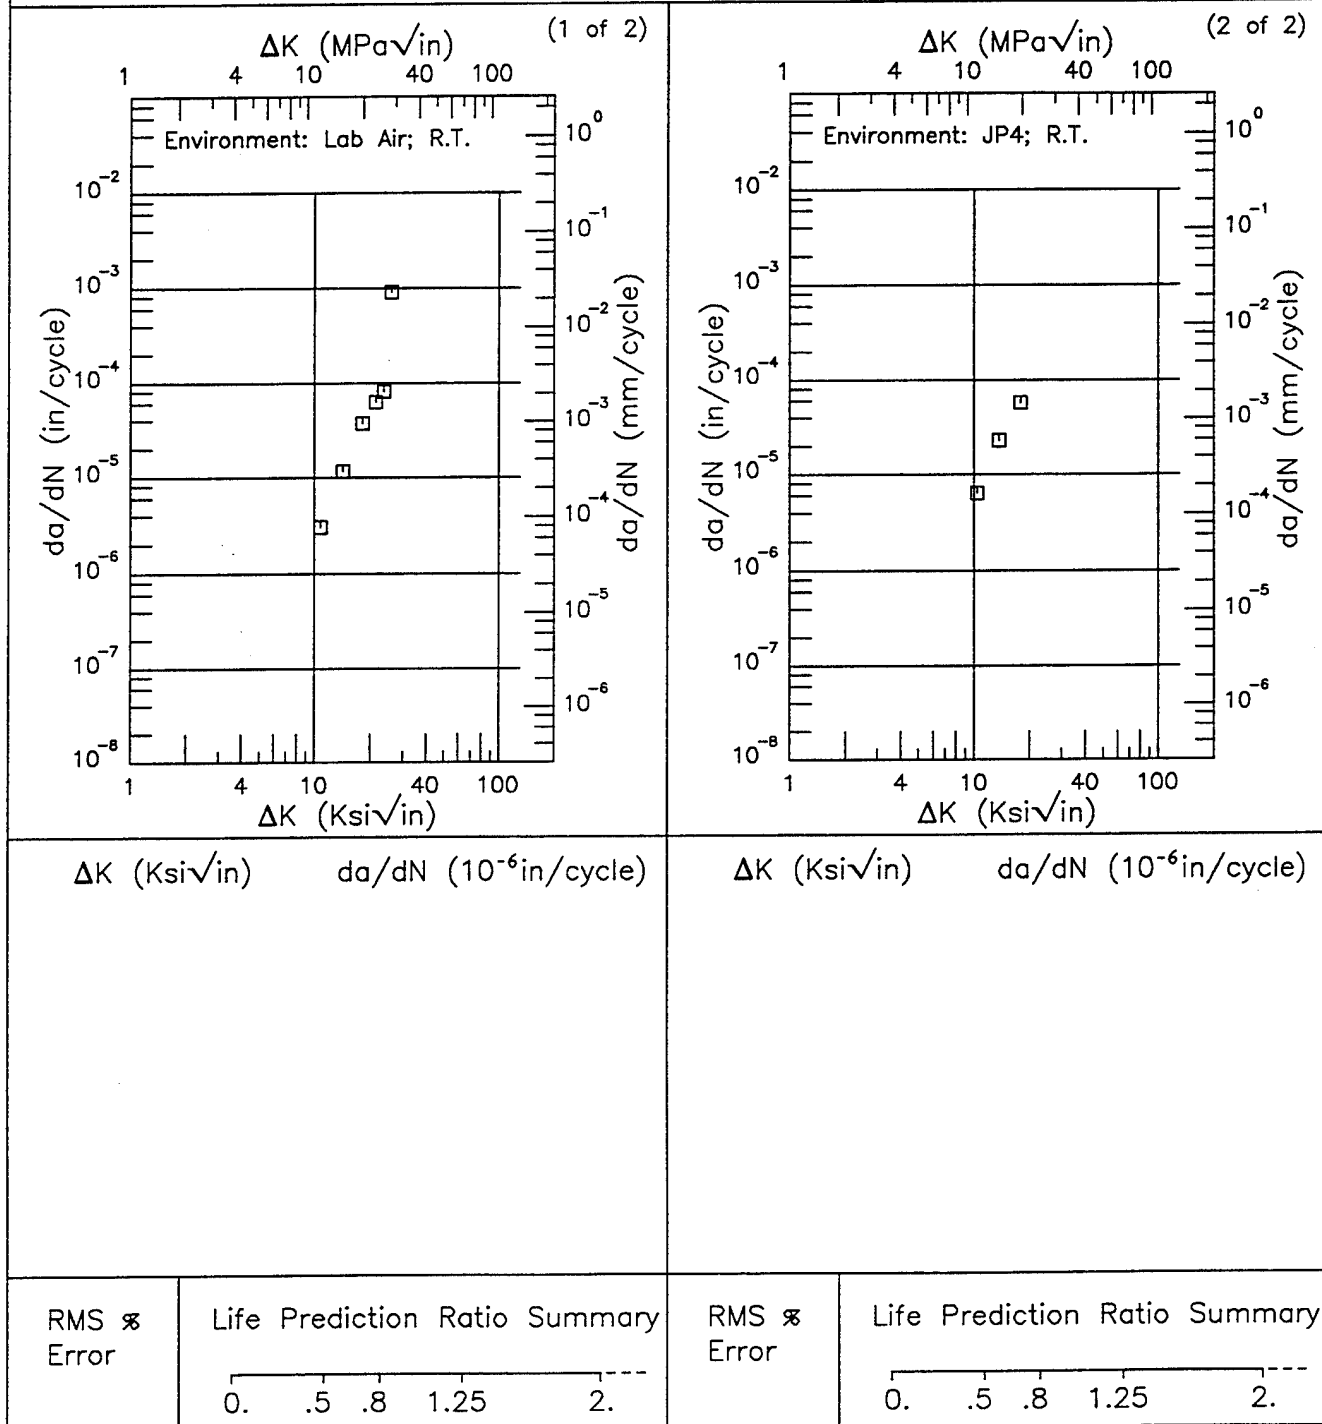 (1 of 2)
ΔK (MPa√in)
1 4 10 40 100
Environment: Lab Air; R.T.
10⁰
10⁻¹
10⁻²
10⁻³
10⁻⁴
10⁻⁵
10⁻⁶
da/dN (mm/cycle)
10⁻²
10⁻³
10⁻⁴
10⁻⁵
10⁻⁶
10⁻⁷
10⁻⁸
da/dN (in/cycle)
1 4 10 40 100
ΔK (Ksi√in)
ΔK (Ksi√in) da/dN (10⁻⁶in/cycle)
RMS %
Error
Life Prediction Ratio Summary
0. .5 .8 1.25 2.
(2 of 2)
ΔK (MPa√in)
1 4 10 40 100
Environment: JP4; R.T.
10⁰
10⁻¹
10⁻²
10⁻³
10⁻⁴
10⁻⁵
10⁻⁶
da/dN (mm/cycle)
10⁻²
10⁻³
10⁻⁴
10⁻⁵
10⁻⁶
10⁻⁷
10⁻⁸
da/dN (in/cycle)
1 4 10 40 100
ΔK (Ksi√in)
ΔK (Ksi√in) da/dN (10⁻⁶in/cycle)
RMS %
Error
Life Prediction Ratio Summary
0. .5 .8 1.25 2.